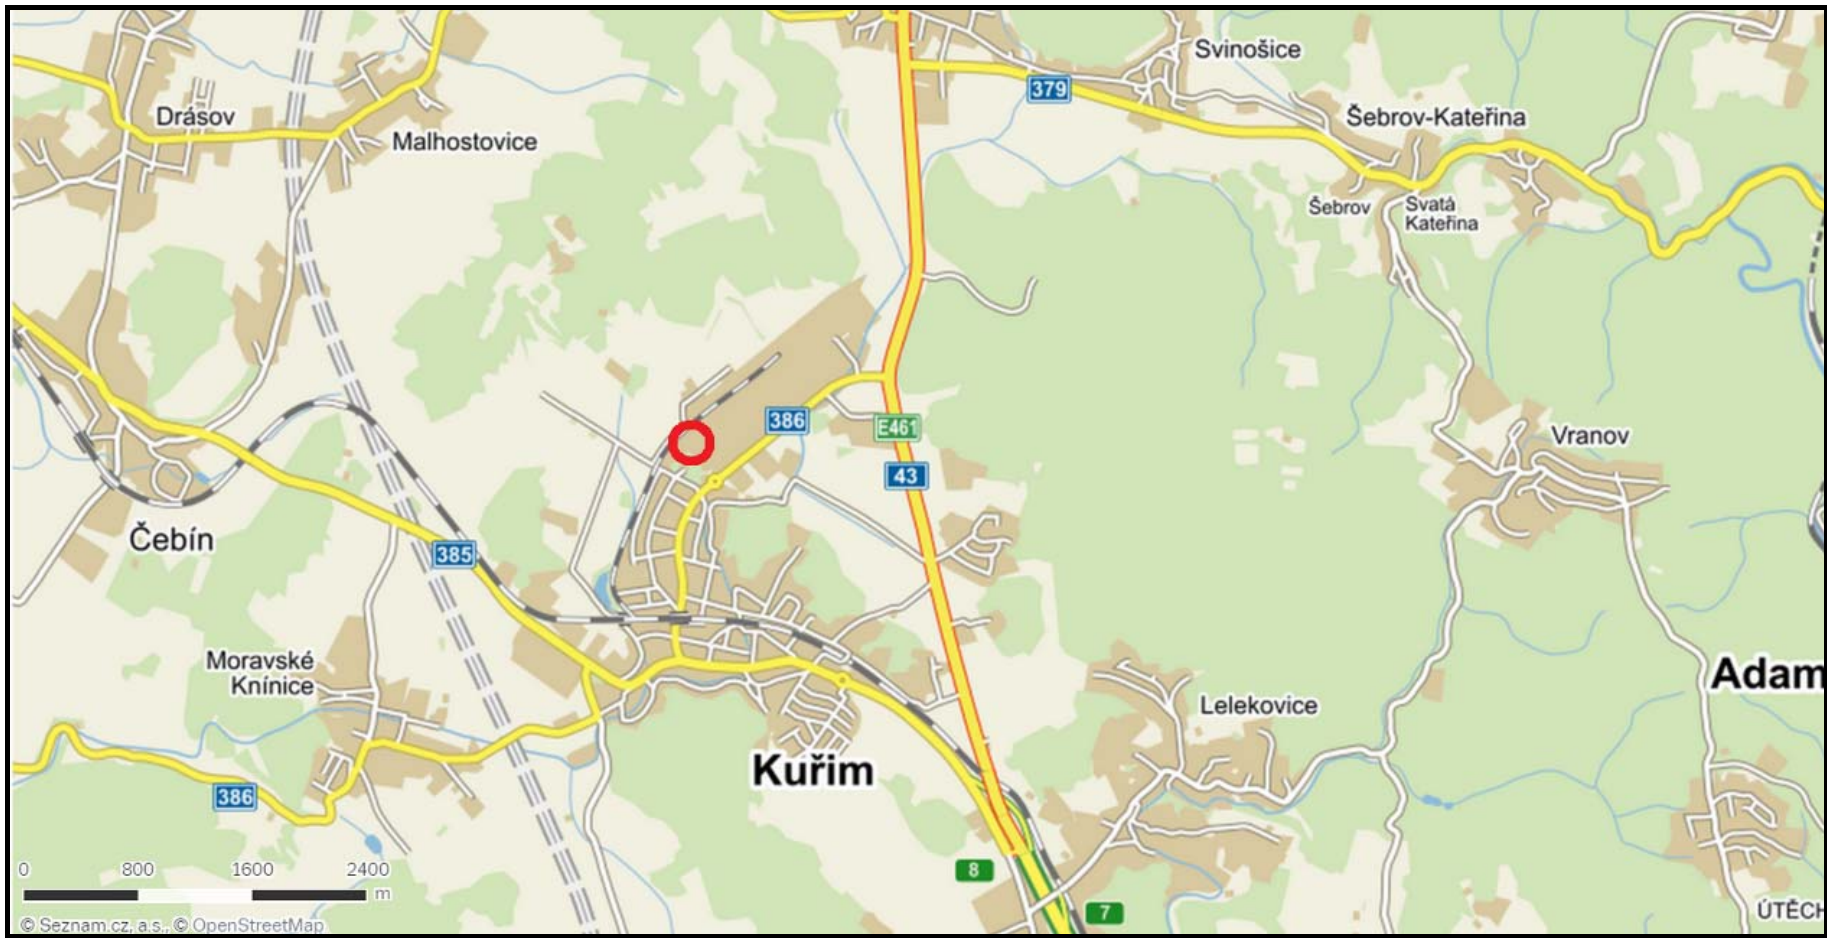 Svinošice
379
Drásov
Malhostovice
Šebrov-Kateřina
Šebrov
Svatá
Kateřina
386
E461
43
Vranov
Čebín
385
Moravské
Knínice
Lelekovice
Adam
Kuřim
386
8
7
ÚTĚCH
0 800 1600 2400
m
© Seznam.cz, a.s., © OpenStreetMap